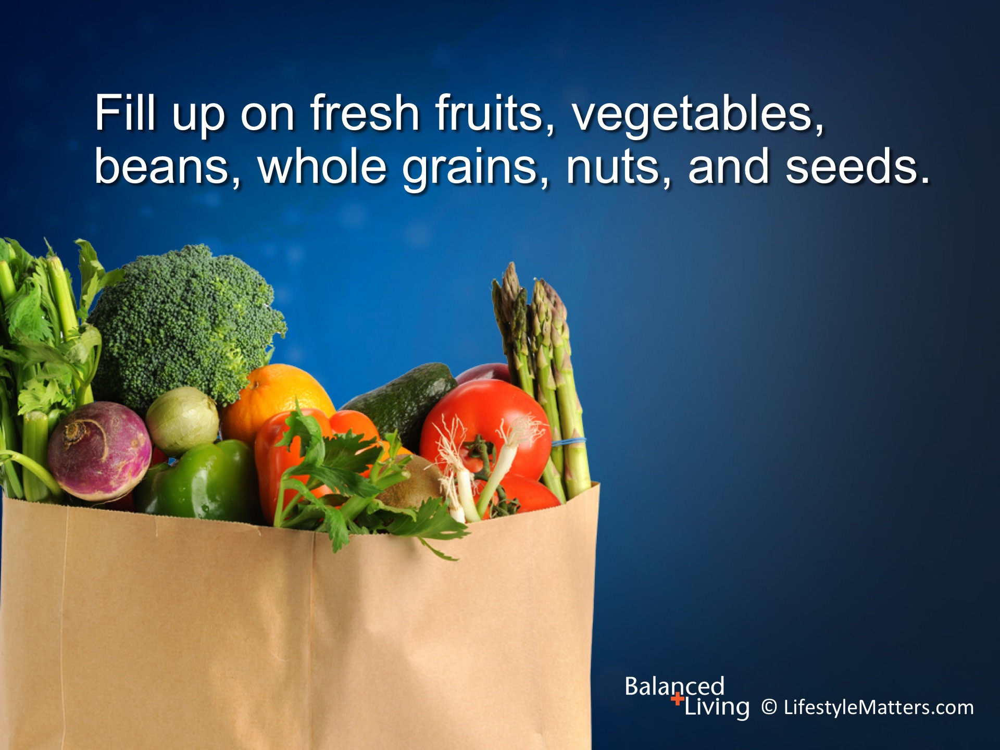 Fill up on fresh fruits, vegetables,
beans, whole grains, nuts, and seeds.
Balanced
Living © LifestyleMatters.com